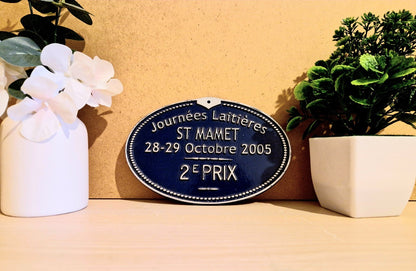 Journées Laitières
ST MAMET
28-29 Octobre 2005
2E PRIX